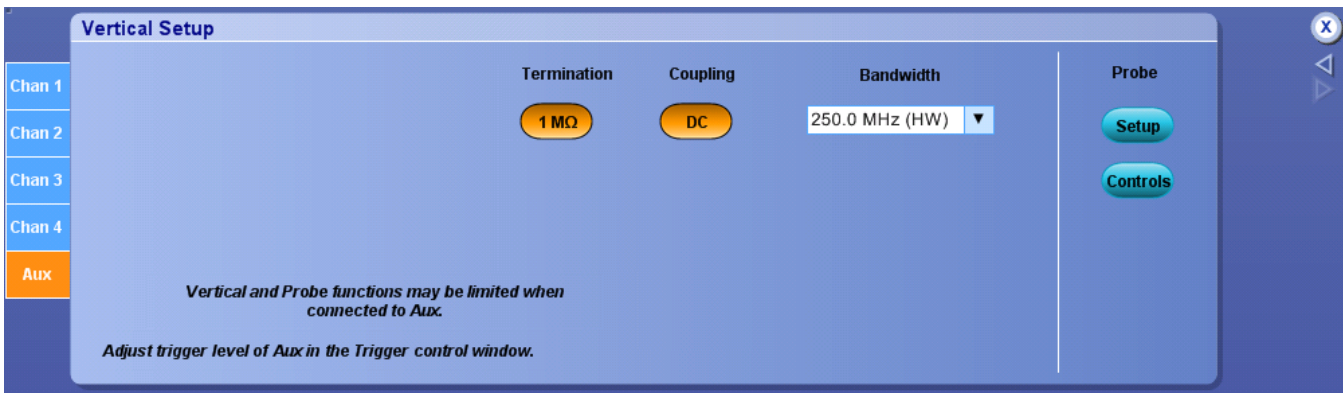 Vertical Setup
X
Chan 1
Chan 2
Chan 3
Chan 4
Aux
Termination
1 MΩ
Coupling
DC
Bandwidth
250.0 MHz (HW)
Probe
Setup
Controls
Vertical and Probe functions may be limited when
connected to Aux.
Adjust trigger level of Aux in the Trigger control window.